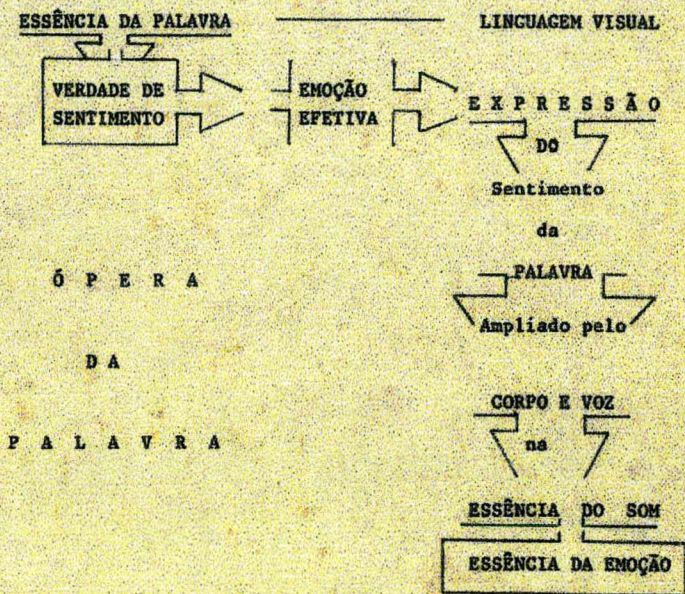 ESSÊNCIA DA PALAVRA
LINGUAGEM VISUAL
VERDADE DE
SENTIMENTO
EMOÇÃO
EFETIVA
E X P R E S S Ã O
DO
Sentimento
da
PALAVRA
Ampliado pelo
CORPO E VOZ
na
ESSÊNCIA DO SOM
ESSÊNCIA DA EMOÇÃO
Ó P E R A
D A
P A L A V R A